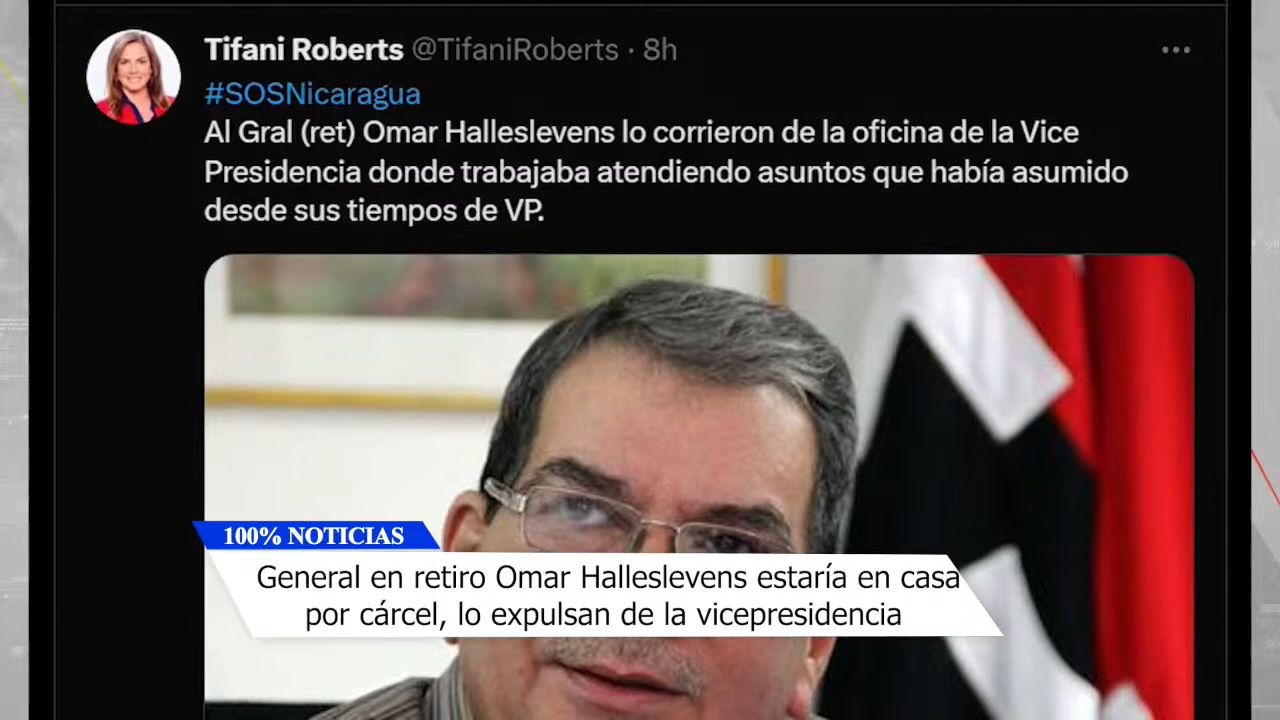 Tifani Roberts @TifaniRoberts · 8h
#SOSNicaragua
Al Gral (ret) Omar Halleslevens lo corrieron de la oficina de la Vice
Presidencia donde trabajaba atendiendo asuntos que había asumido
desde sus tiempos de VP.
100% NOTICIAS
General en retiro Omar Halleslevens estaría en casa
por cárcel, lo expulsan de la vicepresidencia